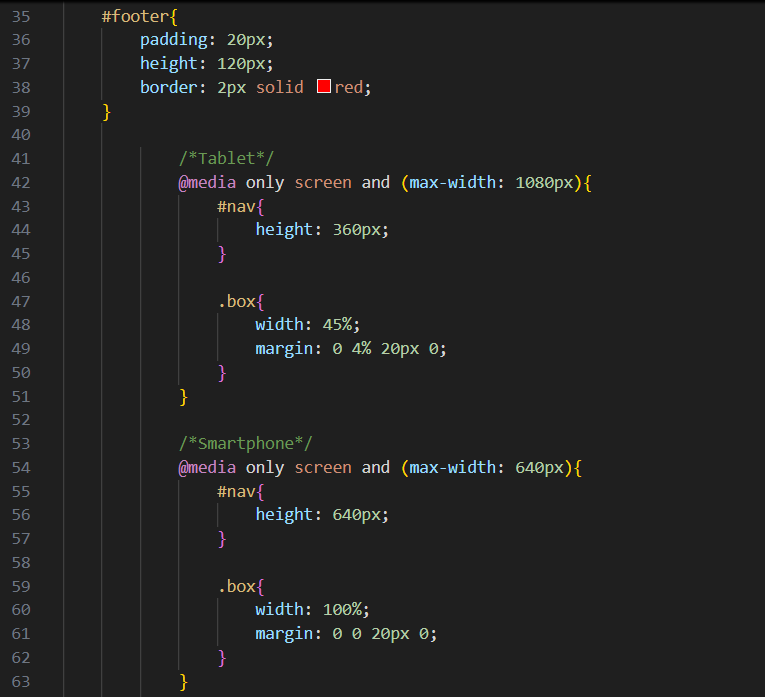 35 #footer{
36 padding: 20px;
37 height: 120px;
38 border: 2px solid red;
39 }
40
41 /*Tablet*/
42 @media only screen and (max-width: 1080px){
43 #nav{
44 height: 360px;
45 }
46
47 .box{
48 width: 45%;
49 margin: 0 4% 20px 0;
50 }
51 }
52
53 /*Smartphone*/
54 @media only screen and (max-width: 640px){
55 #nav{
56 height: 640px;
57 }
58
59 .box{
60 width: 100%;
61 margin: 0 0 20px 0;
62 }
63 }